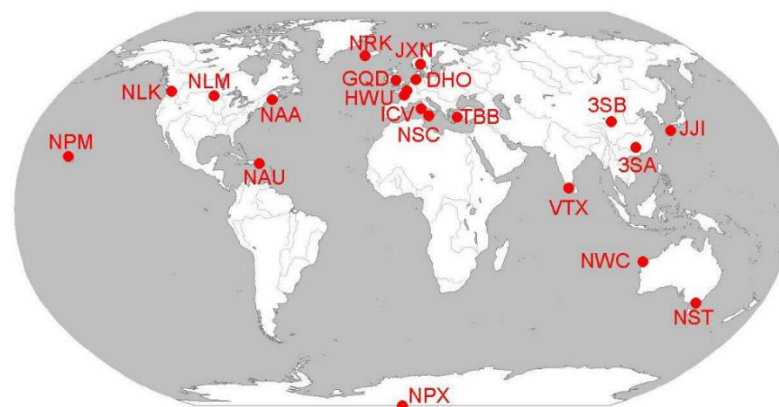 NRK
JXN
GQD
DHO
NLK
NLM
HWU
NAA
ICV
TBB
3SB
NSC
JJI
NPM
3SA
NAU
VTX
NWC
NST
NPX